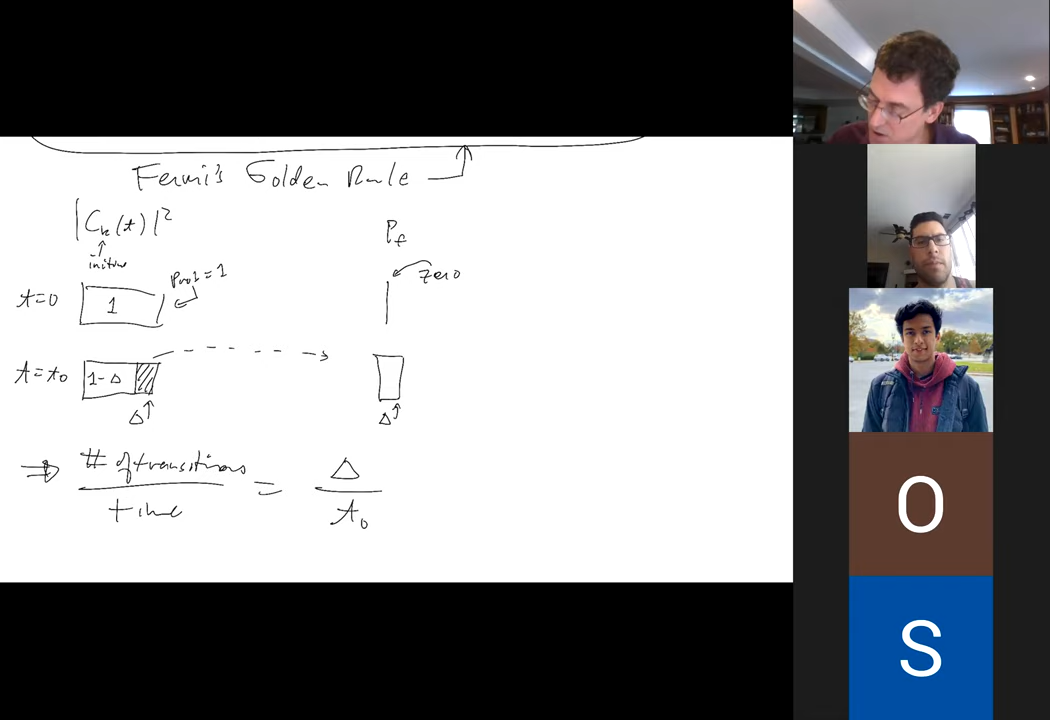 Fermi's Golden Rule
|C_k(t)|²
P_f
initial
Prob = 1
zero
t=0
1
t=t₀
1-Δ
Δ
Δ
⇒ # of transitions / time = Δ / t₀
O
S